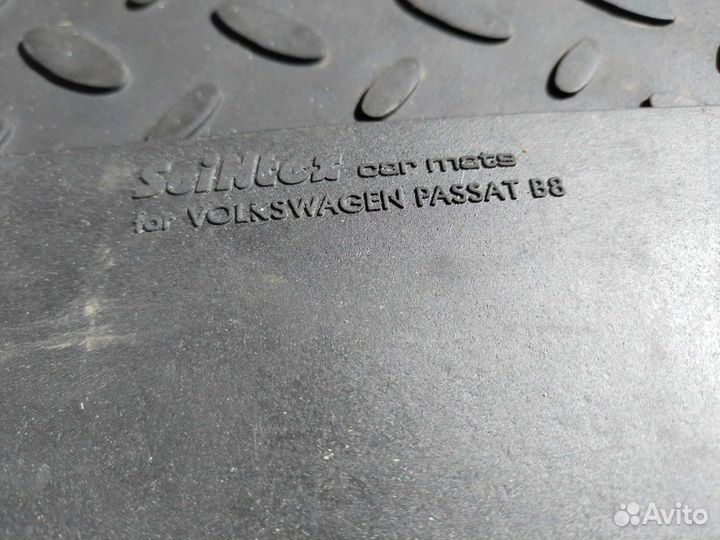 SeiNtex car mats
for VOLKSWAGEN PASSAT B8
Avito